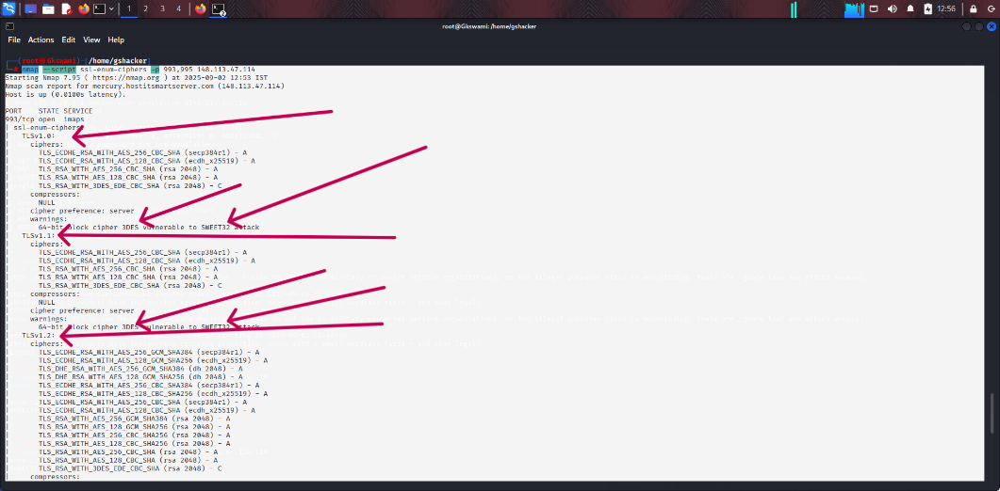 1 2 3 4 2 12:56
root@Gkswami: /home/gshacker
File Actions Edit View Help
(root㉿Gkswami)-[/home/gshacker]
# nmap --script ssl-enum-ciphers -p 993,995 148.113.47.114
Starting Nmap 7.95 ( https://nmap.org ) at 2025-09-02 12:53 IST
Nmap scan report for mercury.hostitsmartserver.com (148.113.47.114)
Host is up (0.0100s latency).
PORT STATE SERVICE
993/tcp open imaps
| ssl-enum-ciphers:
| TLSv1.0:
| ciphers:
| TLS_ECDHE_RSA_WITH_AES_256_CBC_SHA (secp384r1) - A
| TLS_ECDHE_RSA_WITH_AES_128_CBC_SHA (ecdh_x25519) - A
| TLS_RSA_WITH_AES_256_CBC_SHA (rsa 2048) - A
| TLS_RSA_WITH_AES_128_CBC_SHA (rsa 2048) - A
| TLS_RSA_WITH_3DES_EDE_CBC_SHA (rsa 2048) - C
| compressors:
| NULL
| cipher preference: server
| warnings:
| 64-bit block cipher 3DES vulnerable to SWEET32 attack
| TLSv1.1:
| ciphers:
| TLS_ECDHE_RSA_WITH_AES_256_CBC_SHA (secp384r1) - A
| TLS_ECDHE_RSA_WITH_AES_128_CBC_SHA (ecdh_x25519) - A
| TLS_RSA_WITH_AES_256_CBC_SHA (rsa 2048) - A
| TLS_RSA_WITH_AES_128_CBC_SHA (rsa 2048) - A
| TLS_RSA_WITH_3DES_EDE_CBC_SHA (rsa 2048) - C
| compressors:
| NULL
| cipher preference: server
| warnings:
| 64-bit block cipher 3DES vulnerable to SWEET32 attack
| TLSv1.2:
| ciphers:
| TLS_ECDHE_RSA_WITH_AES_256_GCM_SHA384 (secp384r1) - A
| TLS_ECDHE_RSA_WITH_AES_128_GCM_SHA256 (ecdh_x25519) - A
| TLS_DHE_RSA_WITH_AES_256_GCM_SHA384 (dh 2048) - A
| TLS_DHE_RSA_WITH_AES_128_GCM_SHA256 (dh 2048) - A
| TLS_ECDHE_RSA_WITH_AES_256_CBC_SHA384 (secp384r1) - A
| TLS_ECDHE_RSA_WITH_AES_128_CBC_SHA256 (ecdh_x25519) - A
| TLS_ECDHE_RSA_WITH_AES_256_CBC_SHA (secp384r1) - A
| TLS_ECDHE_RSA_WITH_AES_128_CBC_SHA (ecdh_x25519) - A
| TLS_RSA_WITH_AES_256_GCM_SHA384 (rsa 2048) - A
| TLS_RSA_WITH_AES_128_GCM_SHA256 (rsa 2048) - A
| TLS_RSA_WITH_AES_256_CBC_SHA256 (rsa 2048) - A
| TLS_RSA_WITH_AES_128_CBC_SHA256 (rsa 2048) - A
| TLS_RSA_WITH_AES_256_CBC_SHA (rsa 2048) - A
| TLS_RSA_WITH_AES_128_CBC_SHA (rsa 2048) - A
| TLS_RSA_WITH_3DES_EDE_CBC_SHA (rsa 2048) - C
| compressors: